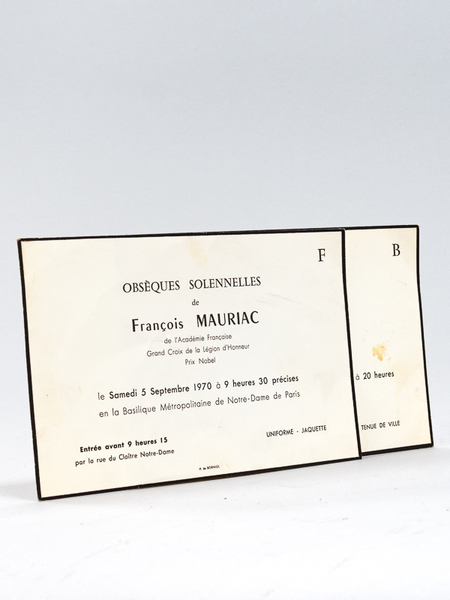 F
OBSÈQUES SOLENNELLES
de
François MAURIAC
de l'Académie Française
Grand Croix de la Légion d'Honneur
Prix Nobel
le Samedi 5 Septembre 1970 à 9 heures 30 précises
en la Basilique Métropolitaine de Notre-Dame de Paris
Entrée avant 9 heures 15
par la rue du Cloître Notre-Dame
UNIFORME - JAQUETTE
B
à 20 heures
TENUE DE VILLE